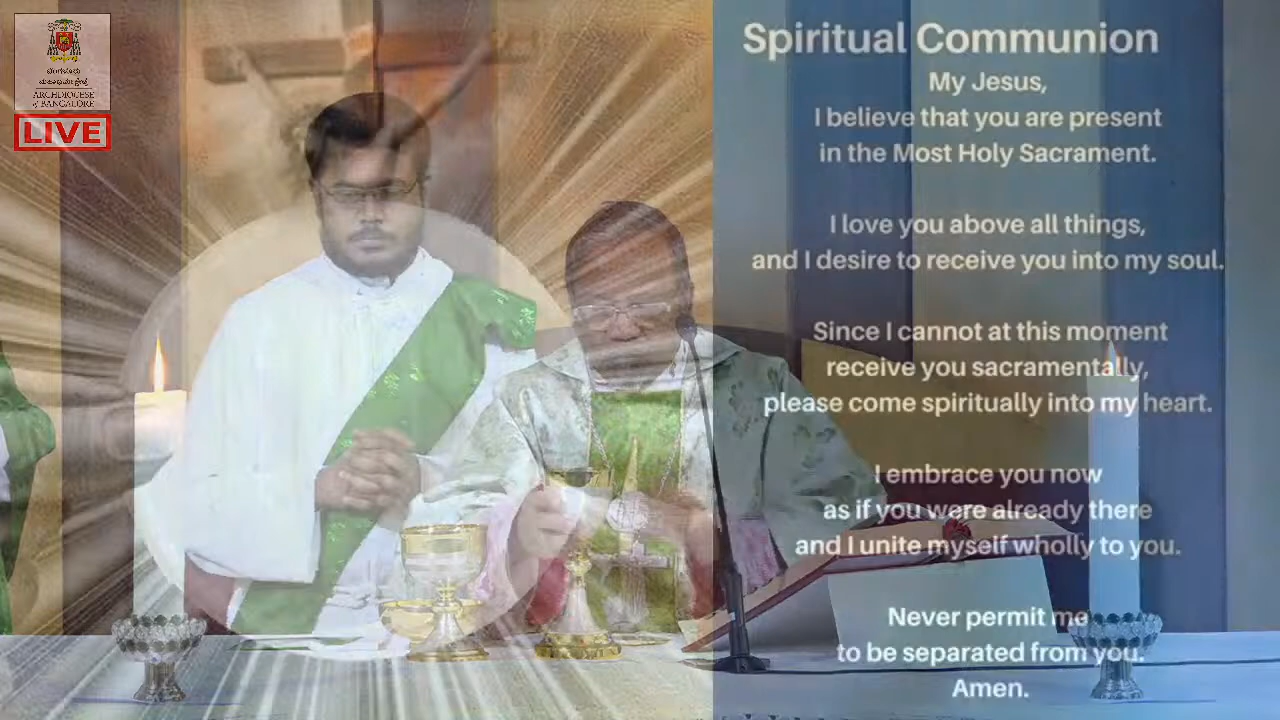 ARCHDIOCESE
of BANGALORE
LIVE
Spiritual Communion
My Jesus,
I believe that you are present
in the Most Holy Sacrament.
I love you above all things,
and I desire to receive you into my soul.
Since I cannot at this moment
receive you sacramentally,
please come spiritually into my heart.
I embrace you now
as if you were already there
and I unite myself wholly to you.
Never permit me
to be separated from you.
Amen.